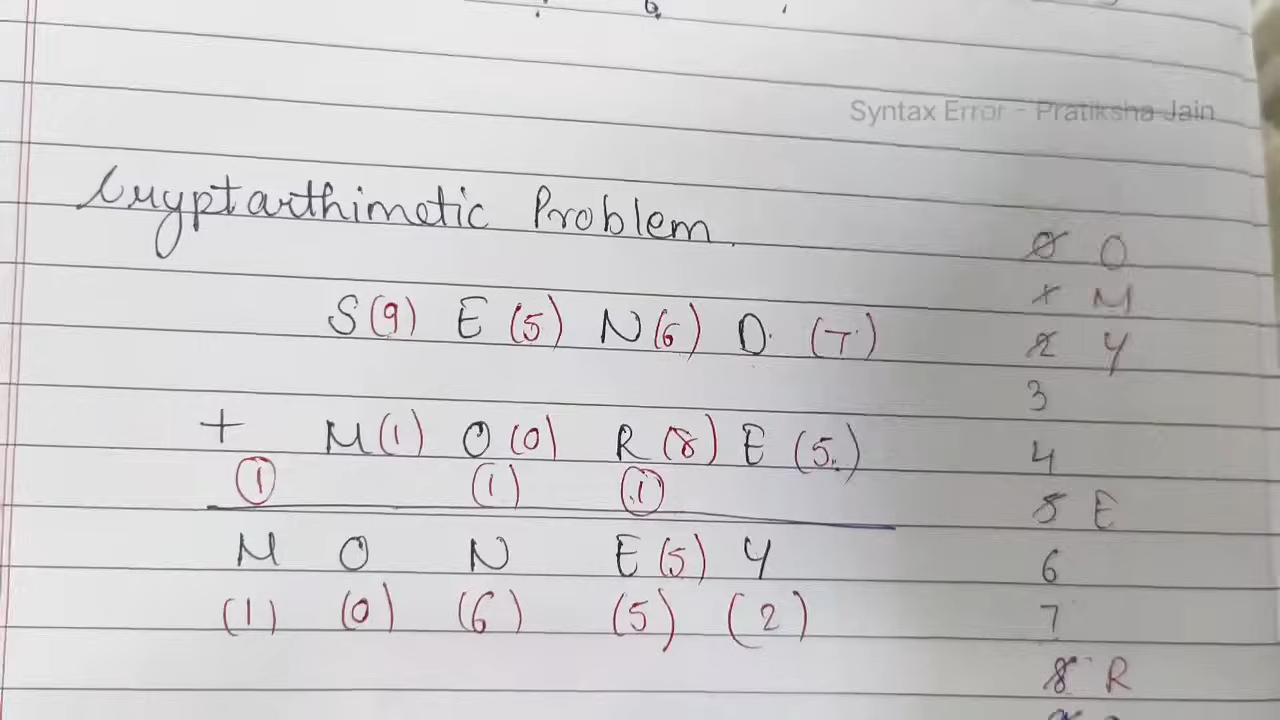 Syntax Error - Pratiksha Jain
Cryptarthimetic Problem.
S(9) E (5) N(6) D. (7)
+ M(1) O(0) R(8) E (5.)
(1) (1) (1)
M O N E(5) Y
(1) (0) (6) (5) (2)
0 O
1 M
2 Y
3
4
5 E
6
7
8 R